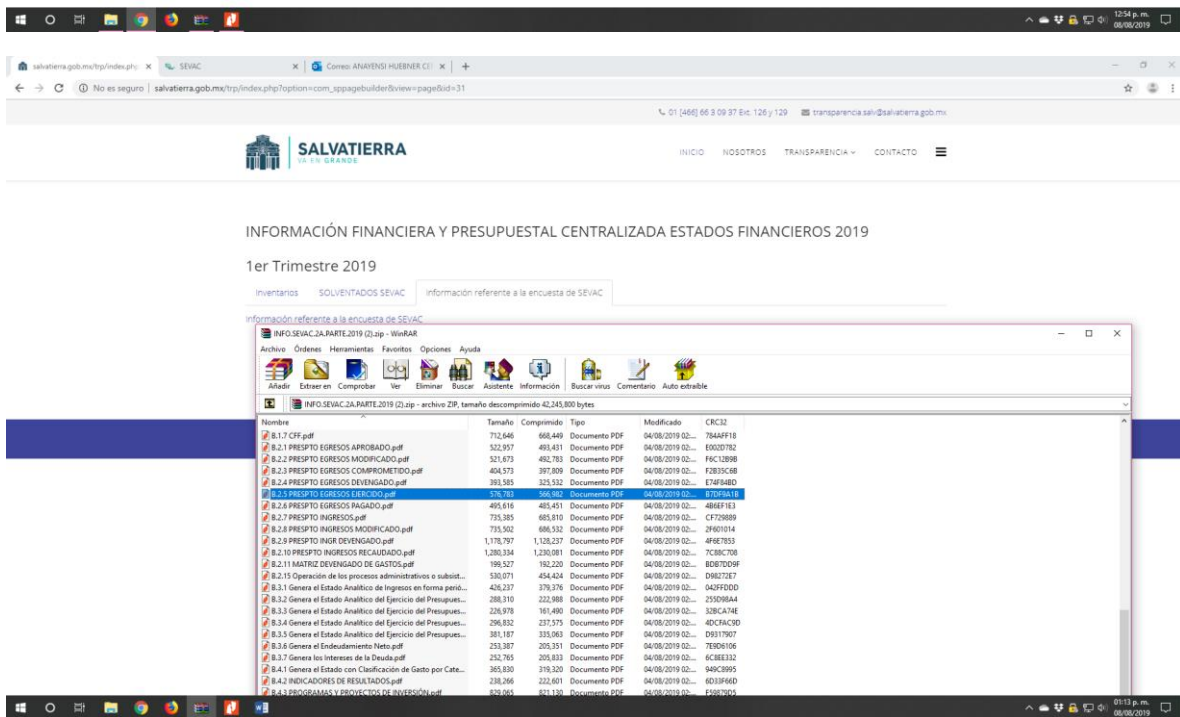 12:54 p. m.
08/08/2019
salvatierra.gob.mx/trp/index.php
SEVAC
Correo: ANAYENSI HUEBNER
No es seguro | salvatierra.gob.mx/trp/index.php?option=com_sppagebuilder&view=page&id=31
01 [466] 66 3 09 37 Ext. 126 y 129 transparencia.salv@salvatierra.gob.mx
SALVATIERRA
VA EN GRANDE
INICIO NOSOTROS TRANSPARENCIA CONTACTO
INFORMACIÓN FINANCIERA Y PRESUPUESTAL CENTRALIZADA ESTADOS FINANCIEROS 2019
1er Trimestre 2019
Inventarios SOLVENTADOS SEVAC Información referente a la encuesta de SEVAC
Información referente a la encuesta de SEVAC
INFO.SEVAC.2A.PARTE.2019 (2).zip - WinRAR
Archivo Órdenes Herramientas Favoritos Opciones Ayuda
Añadir Extraer en Comprobar Ver Eliminar Buscar Asistente Información Buscar virus Comentario Auto extraíble
INFO.SEVAC.2A.PARTE.2019 (2).zip - archivo ZIP, tamaño descomprimido 42,245,800 bytes
Nombre Tamaño Comprimido Tipo Modificado CRC32
B.1.7 CFF.pdf 712,646 668,449 Documento PDF 04/08/2019 02:... 784AFF18
B.2.1 PRESPTO EGRESOS APROBADO.pdf 522,957 493,431 Documento PDF 04/08/2019 02:... E002D782
B.2.2 PRESPTO EGRESOS MODIFICADO.pdf 521,673 492,783 Documento PDF 04/08/2019 02:... F6C12B9B
B.2.3 PRESPTO EGRESOS COMPROMETIDO.pdf 404,573 397,809 Documento PDF 04/08/2019 02:... F2B35C6B
B.2.4 PRESPTO EGRESOS DEVENGADO.pdf 393,585 325,532 Documento PDF 04/08/2019 02:... E74F84BD
B.2.5 PRESPTO EGRESOS EJERCIDO.pdf 576,783 566,982 Documento PDF 04/08/2019 02:... B7DF9A1B
B.2.6 PRESPTO EGRESOS PAGADO.pdf 495,616 485,451 Documento PDF 04/08/2019 02:... 4B6EF1E3
B.2.7 PRESPTO INGRESOS.pdf 735,385 685,810 Documento PDF 04/08/2019 02:... CF729889
B.2.8 PRESPTO INGRESOS MODIFICADO.pdf 735,502 686,532 Documento PDF 04/08/2019 02:... 2F601014
B.2.9 PRESPTO INGR DEVENGADO.pdf 1,178,797 1,128,237 Documento PDF 04/08/2019 02:... 4F6E7853
B.2.10 PRESPTO INGRESOS RECAUDADO.pdf 1,280,334 1,230,081 Documento PDF 04/08/2019 02:... 7C88C708
B.2.11 MATRIZ DEVENGADO DE GASTOS.pdf 199,527 192,220 Documento PDF 04/08/2019 02:... BDB7DD9F
B.2.15 Operación de los procesos administrativos o subsist... 530,071 454,424 Documento PDF 04/08/2019 02:... D98272E7
B.3.1 Genera el Estado Analítico de Ingresos en forma perió... 426,237 379,376 Documento PDF 04/08/2019 02:... 042FFDDD
B.3.2 Genera el Estado Analítico del Ejercicio del Presupues... 288,310 222,988 Documento PDF 04/08/2019 02:... 255D98A4
B.3.3 Genera el Estado Analítico del Ejercicio del Presupues... 226,978 161,490 Documento PDF 04/08/2019 02:... 32BCA74E
B.3.4 Genera el Estado Analítico del Ejercicio del Presupues... 296,832 237,575 Documento PDF 04/08/2019 02:... 4DCFAC9D
B.3.5 Genera el Estado Analítico del Ejercicio del Presupues... 381,187 335,063 Documento PDF 04/08/2019 02:... D9317907
B.3.6 Genera el Endeudamiento Neto.pdf 253,387 205,351 Documento PDF 04/08/2019 02:... 7E9D6106
B.3.7 Genera los Intereses de la Deuda.pdf 252,765 205,833 Documento PDF 04/08/2019 02:... 6C8EE332
B.4.1 Genera el Estado con Clasificación de Gasto por Cate... 365,830 319,320 Documento PDF 04/08/2019 02:... 949C8995
B.4.2 INDICADORES DE RESULTADOS.pdf 238,266 222,601 Documento PDF 04/08/2019 02:... 6D33F66D
B.4.3 PROGRAMAS Y PROYECTOS DE INVERSIÓN.pdf 829,065 821,130 Documento PDF 04/08/2019 02:... F59879D5
01:13 p. m.
08/08/2019